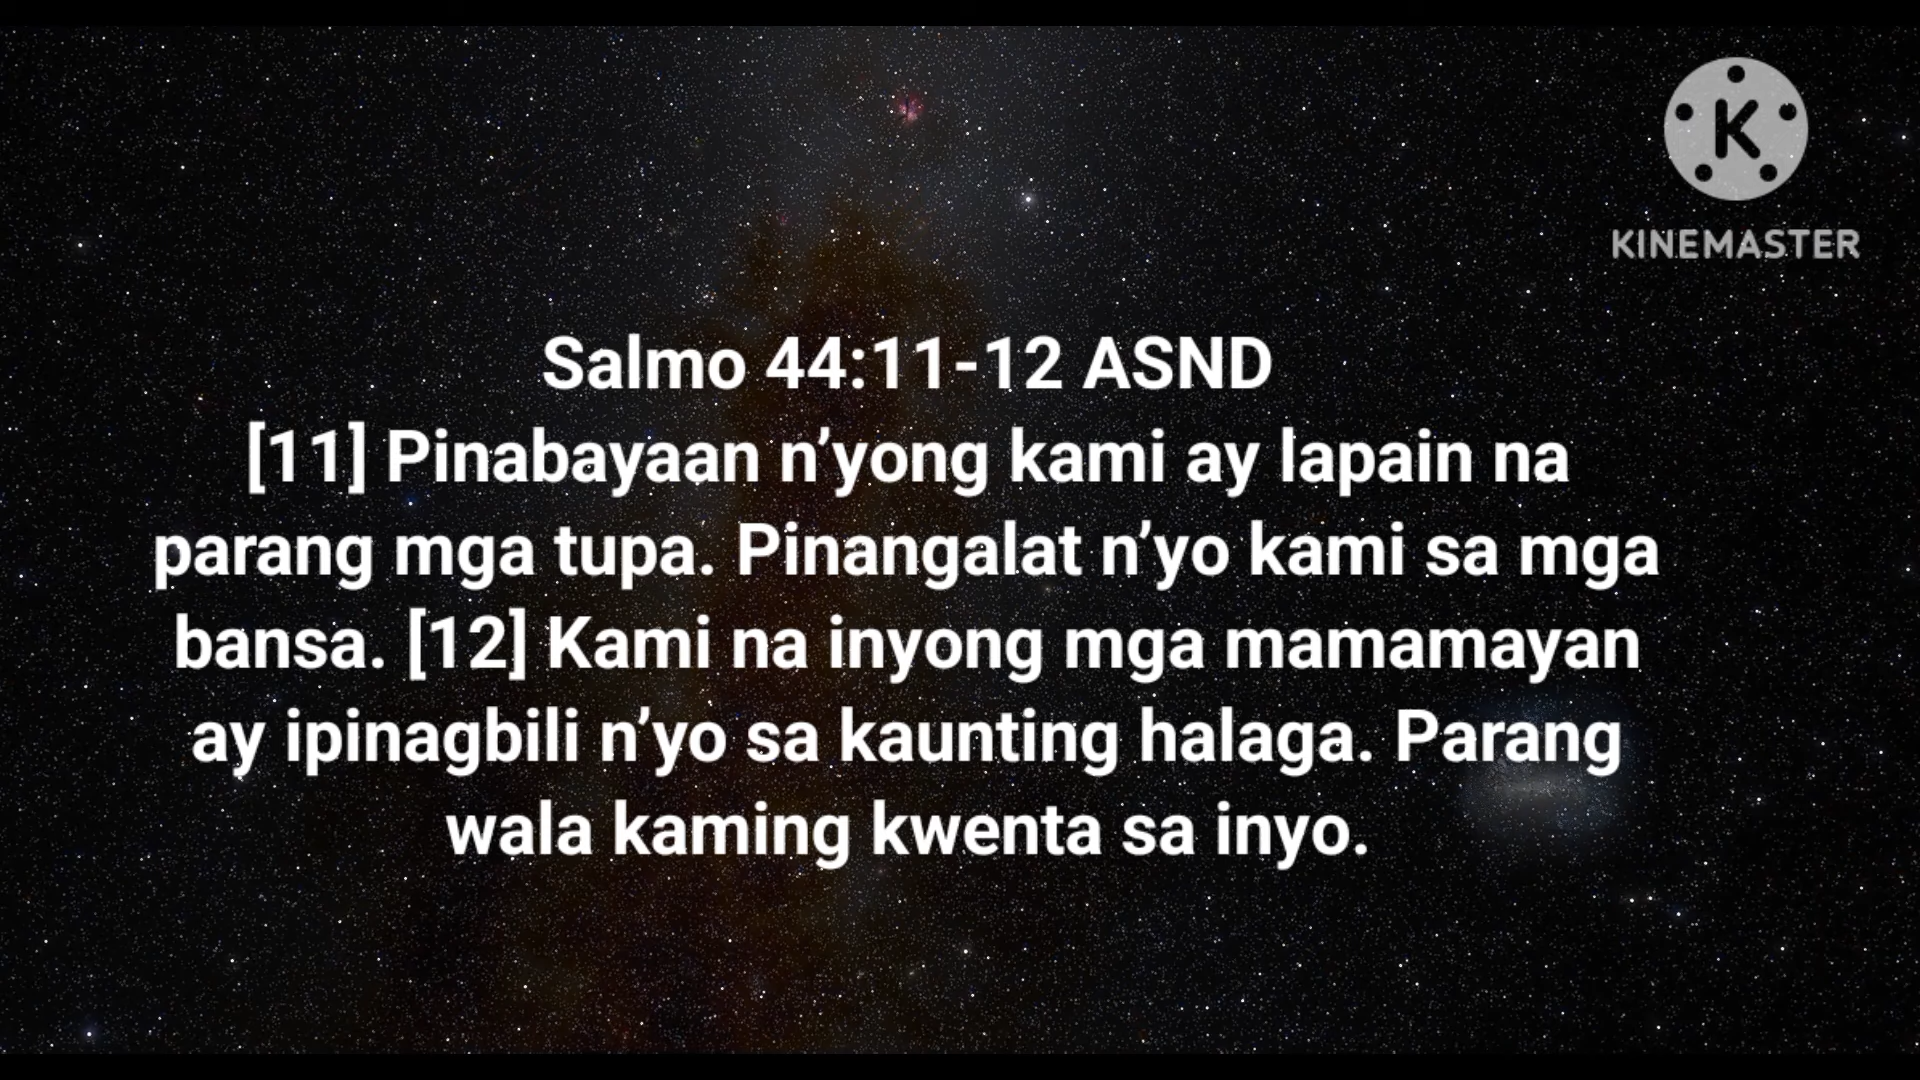 KINEMASTER
Salmo 44:11-12 ASND
[11] Pinabayaan n’yong kami ay lapain na
parang mga tupa. Pinangalat n’yo kami sa mga
bansa. [12] Kami na inyong mga mamamayan
ay ipinagbili n’yo sa kaunting halaga. Parang
wala kaming kwenta sa inyo.